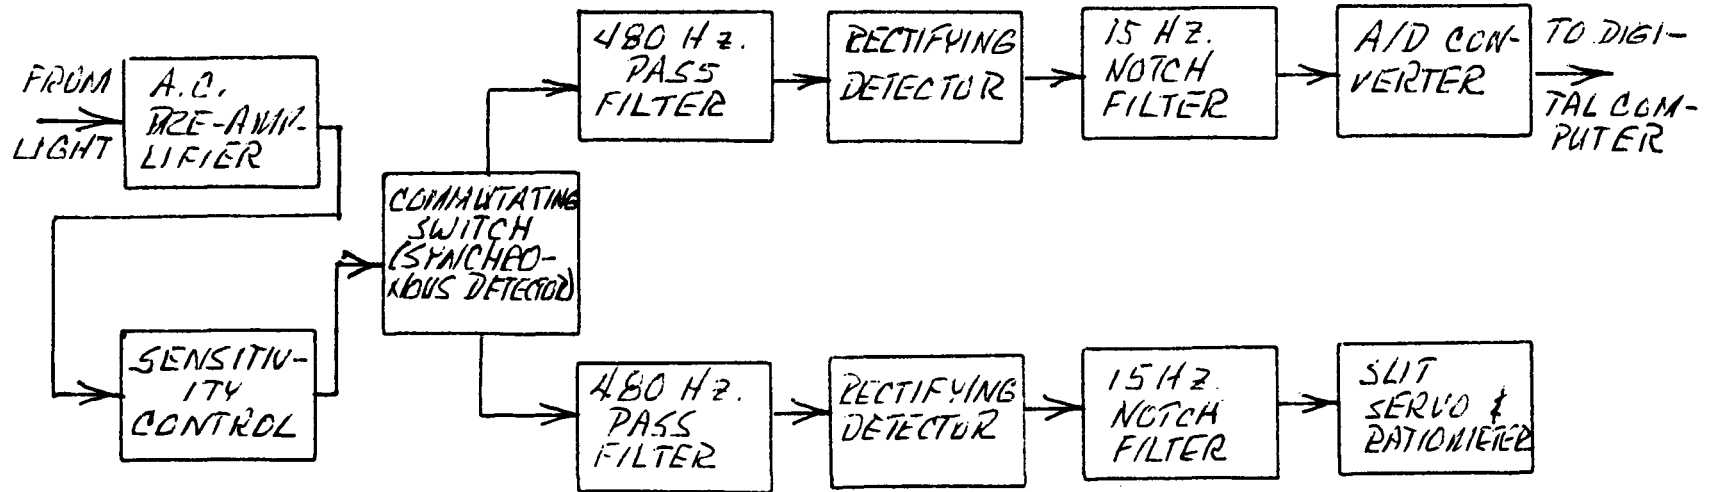 FROM
LIGHT
A.C.
PRE-AMP-
LIFIER
SENSITIV-
ITY
CONTROL
COMMUTATING
SWITCH
(SYNCHRO-
NOUS DETECTOR)
480 HZ.
PASS
FILTER
RECTIFYING
DETECTOR
15 HZ.
NOTCH
FILTER
A/D CON-
VERTER
TO DIGI-
TAL COM-
PUTER
480 HZ.
PASS
FILTER
RECTIFYING
DETECTOR
15 HZ.
NOTCH
FILTER
SLIT
SERVO &
RATIOMETER